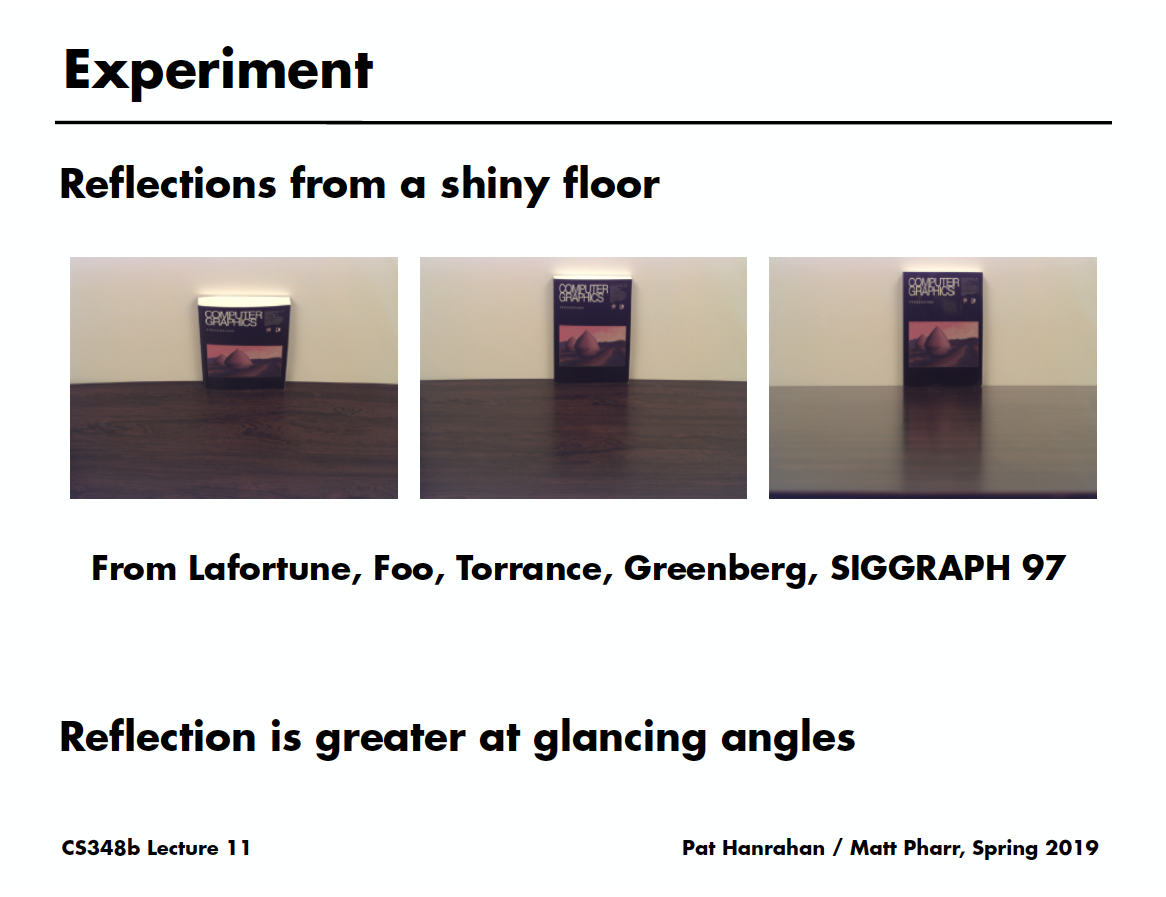 Experiment
Reflections from a shiny floor
COMPUTER
GRAPHICS
COMPUTER
GRAPHICS
COMPUTER
GRAPHICS
From Lafortune, Foo, Torrance, Greenberg, SIGGRAPH 97
Reflection is greater at glancing angles
CS348b Lecture 11
Pat Hanrahan / Matt Pharr, Spring 2019